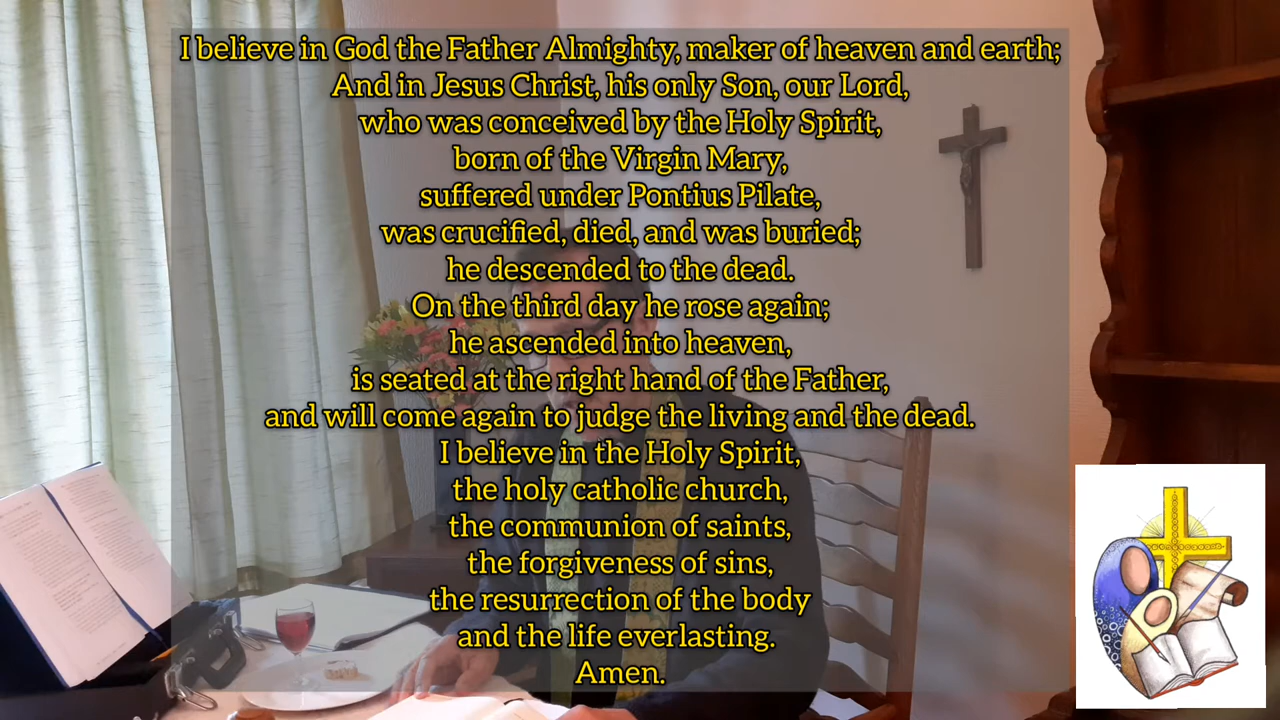 I believe in God the Father Almighty, maker of heaven and earth;
And in Jesus Christ, his only Son, our Lord,
who was conceived by the Holy Spirit,
born of the Virgin Mary,
suffered under Pontius Pilate,
was crucified, died, and was buried;
he descended to the dead.
On the third day he rose again;
he ascended into heaven,
is seated at the right hand of the Father,
and will come again to judge the living and the dead.
I believe in the Holy Spirit,
the holy catholic church,
the communion of saints,
the forgiveness of sins,
the resurrection of the body
and the life everlasting.
Amen.